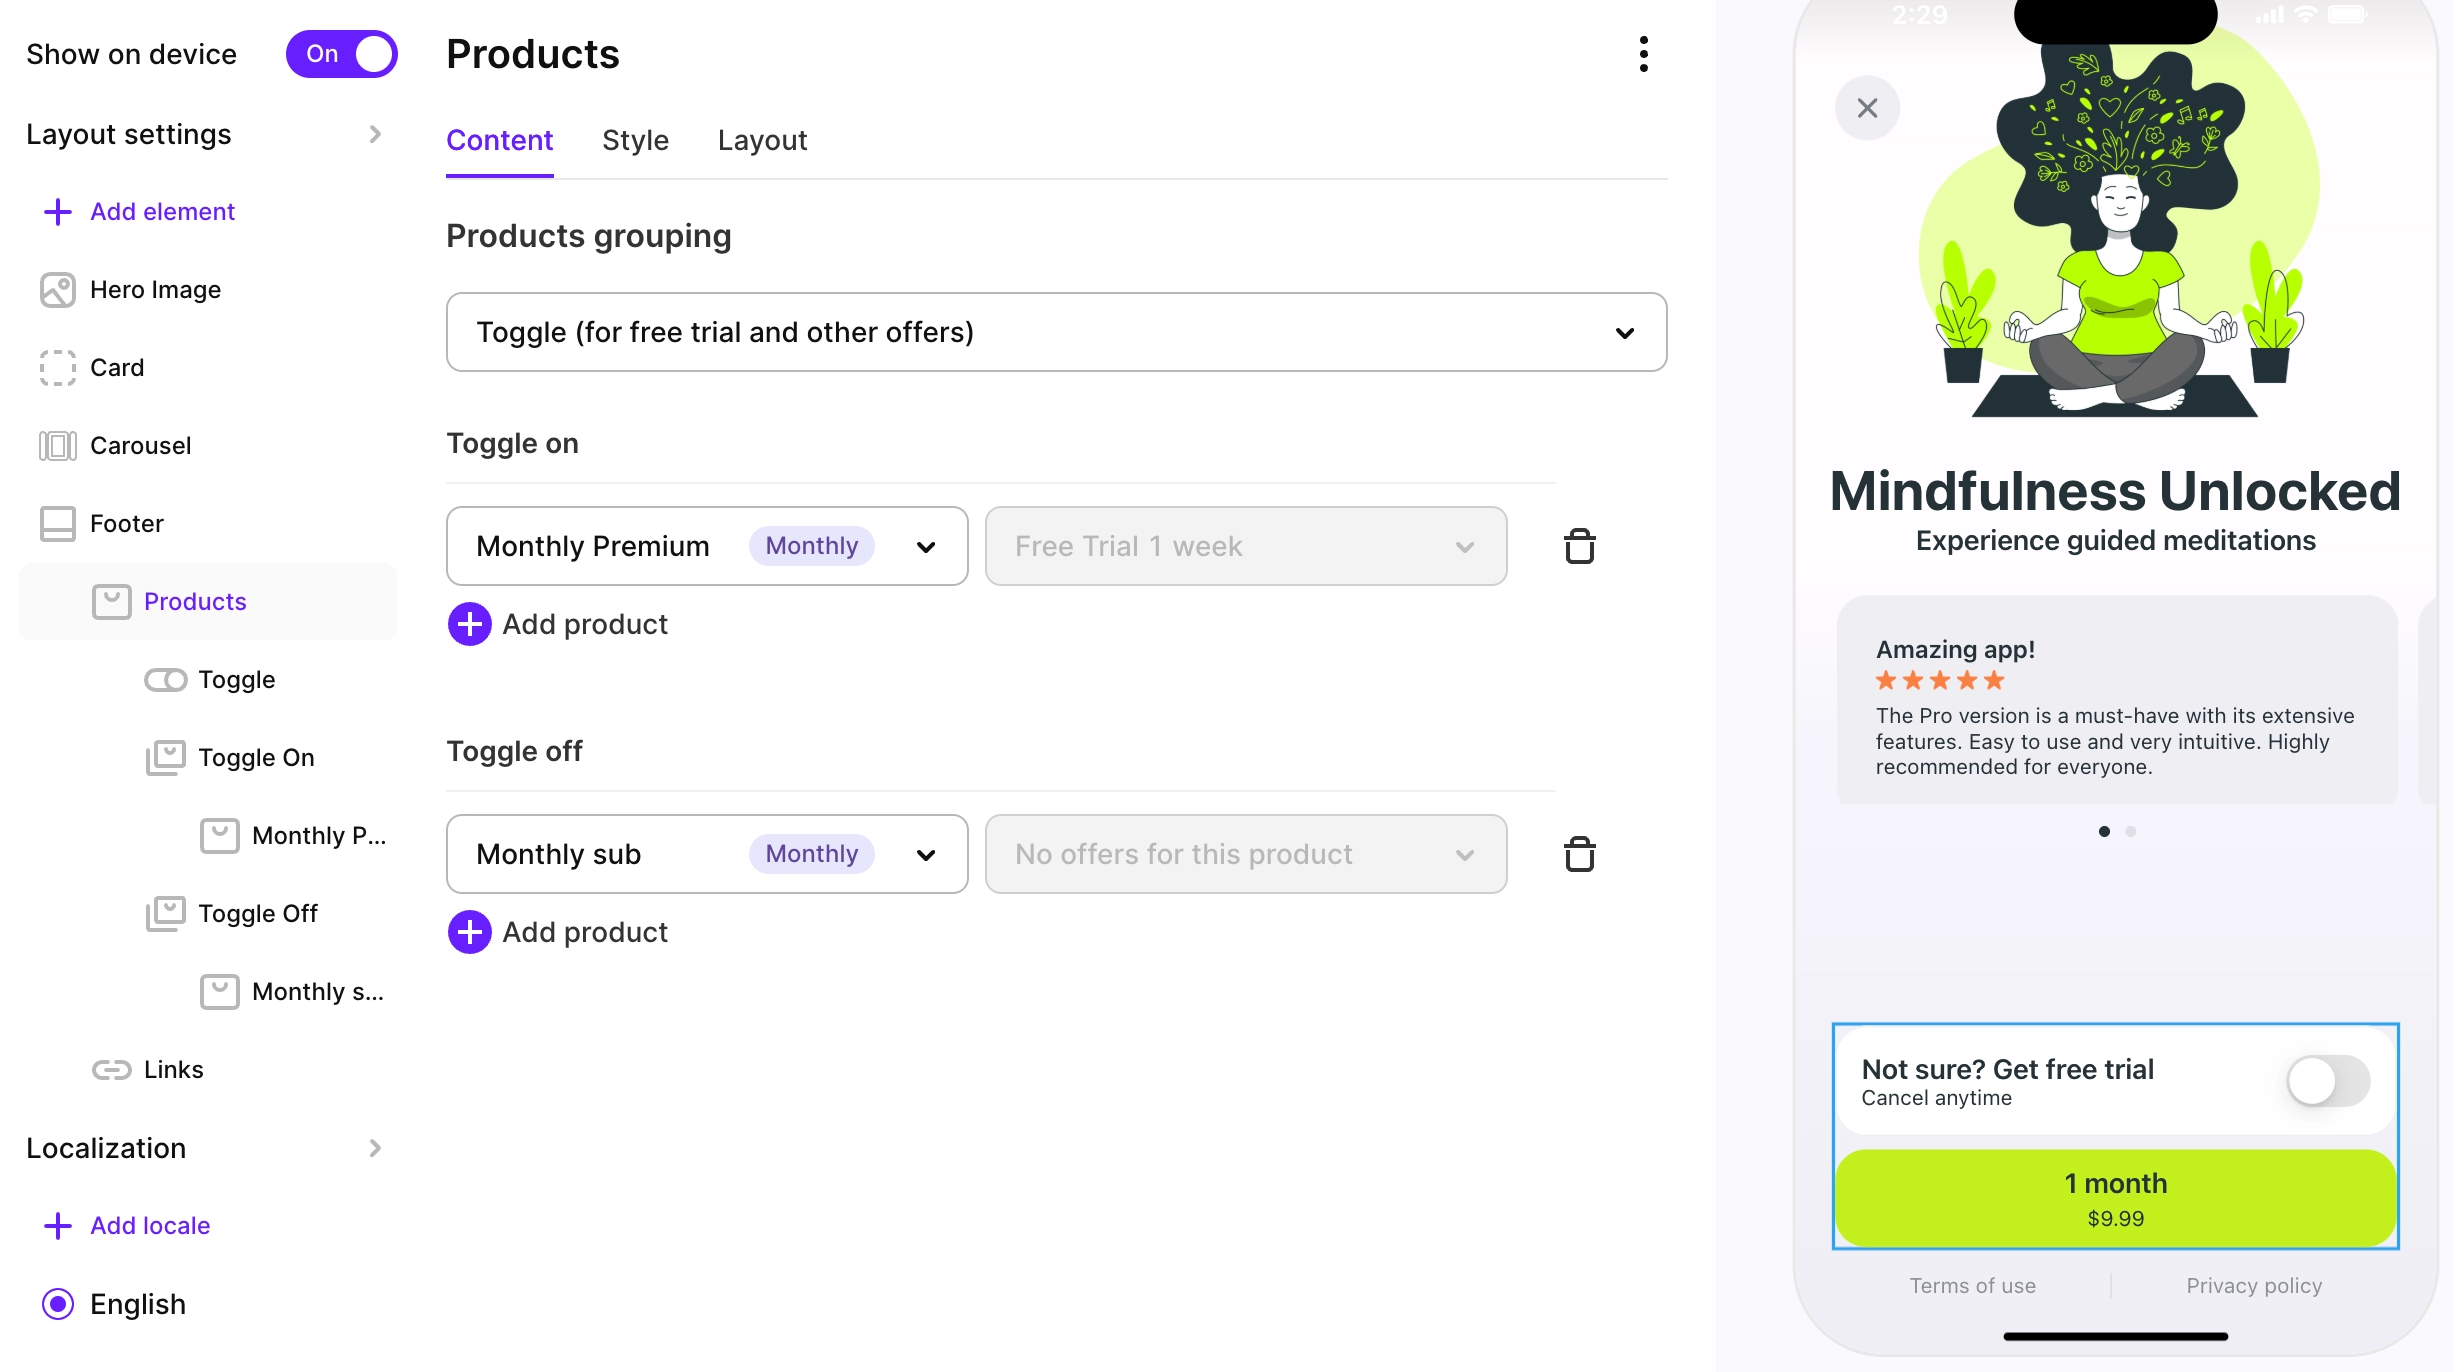 Show on device
On
Layout settings
Add element
Hero Image
Card
Carousel
Footer
Products
Toggle
Toggle On
Monthly P...
Toggle Off
Monthly s...
Links
Localization
Add locale
English
Products
Content Style Layout
Products grouping
Toggle (for free trial and other offers)
Toggle on
Monthly Premium Monthly Free Trial 1 week
Add product
Toggle off
Monthly sub Monthly No offers for this product
Add product
2:29
Mindfulness Unlocked
Experience guided meditations
Amazing app!
The Pro version is a must-have with its extensive
features. Easy to use and very intuitive. Highly
recommended for everyone.
Not sure? Get free trial
Cancel anytime
1 month
$9.99
Terms of use Privacy policy